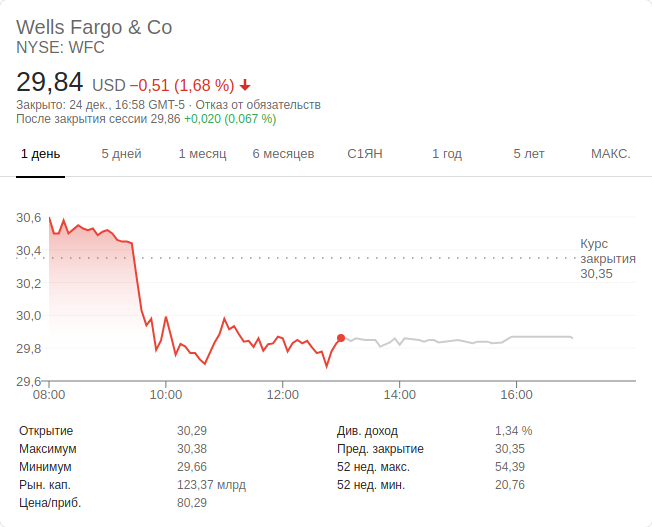 Wells Fargo & Co
NYSE: WFC
29,84 USD −0,51 (1,68 %)
Закрыто: 24 дек., 16:58 GMT-5 · Отказ от обязательств
После закрытия сессии 29,86 +0,020 (0,067 %)
1 день 5 дней 1 месяц 6 месяцев С1ЯН 1 год 5 лет МАКС.
30,6
30,4
30,2
30,0
29,8
29,6
Курс
закрытия
30,35
08:00 10:00 12:00 14:00 16:00
Открытие 30,29 Див. доход 1,34 %
Максимум 30,38 Пред. закрытие 30,35
Минимум 29,66 52 нед. макс. 54,39
Рын. кап. 123,37 млрд 52 нед. мин. 20,76
Цена/приб. 80,29